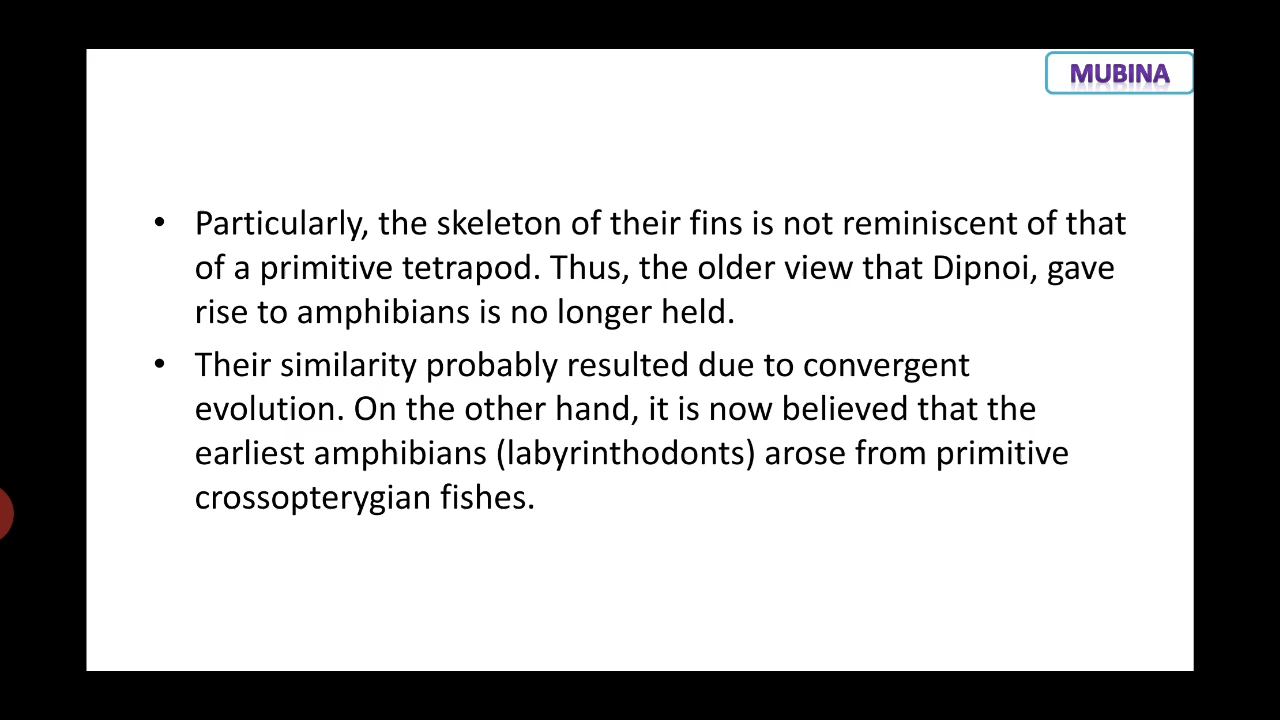 MUBINA
• Particularly, the skeleton of their fins is not reminiscent of that
of a primitive tetrapod. Thus, the older view that Dipnoi, gave
rise to amphibians is no longer held.
• Their similarity probably resulted due to convergent
evolution. On the other hand, it is now believed that the
earliest amphibians (labyrinthodonts) arose from primitive
crossopterygian fishes.